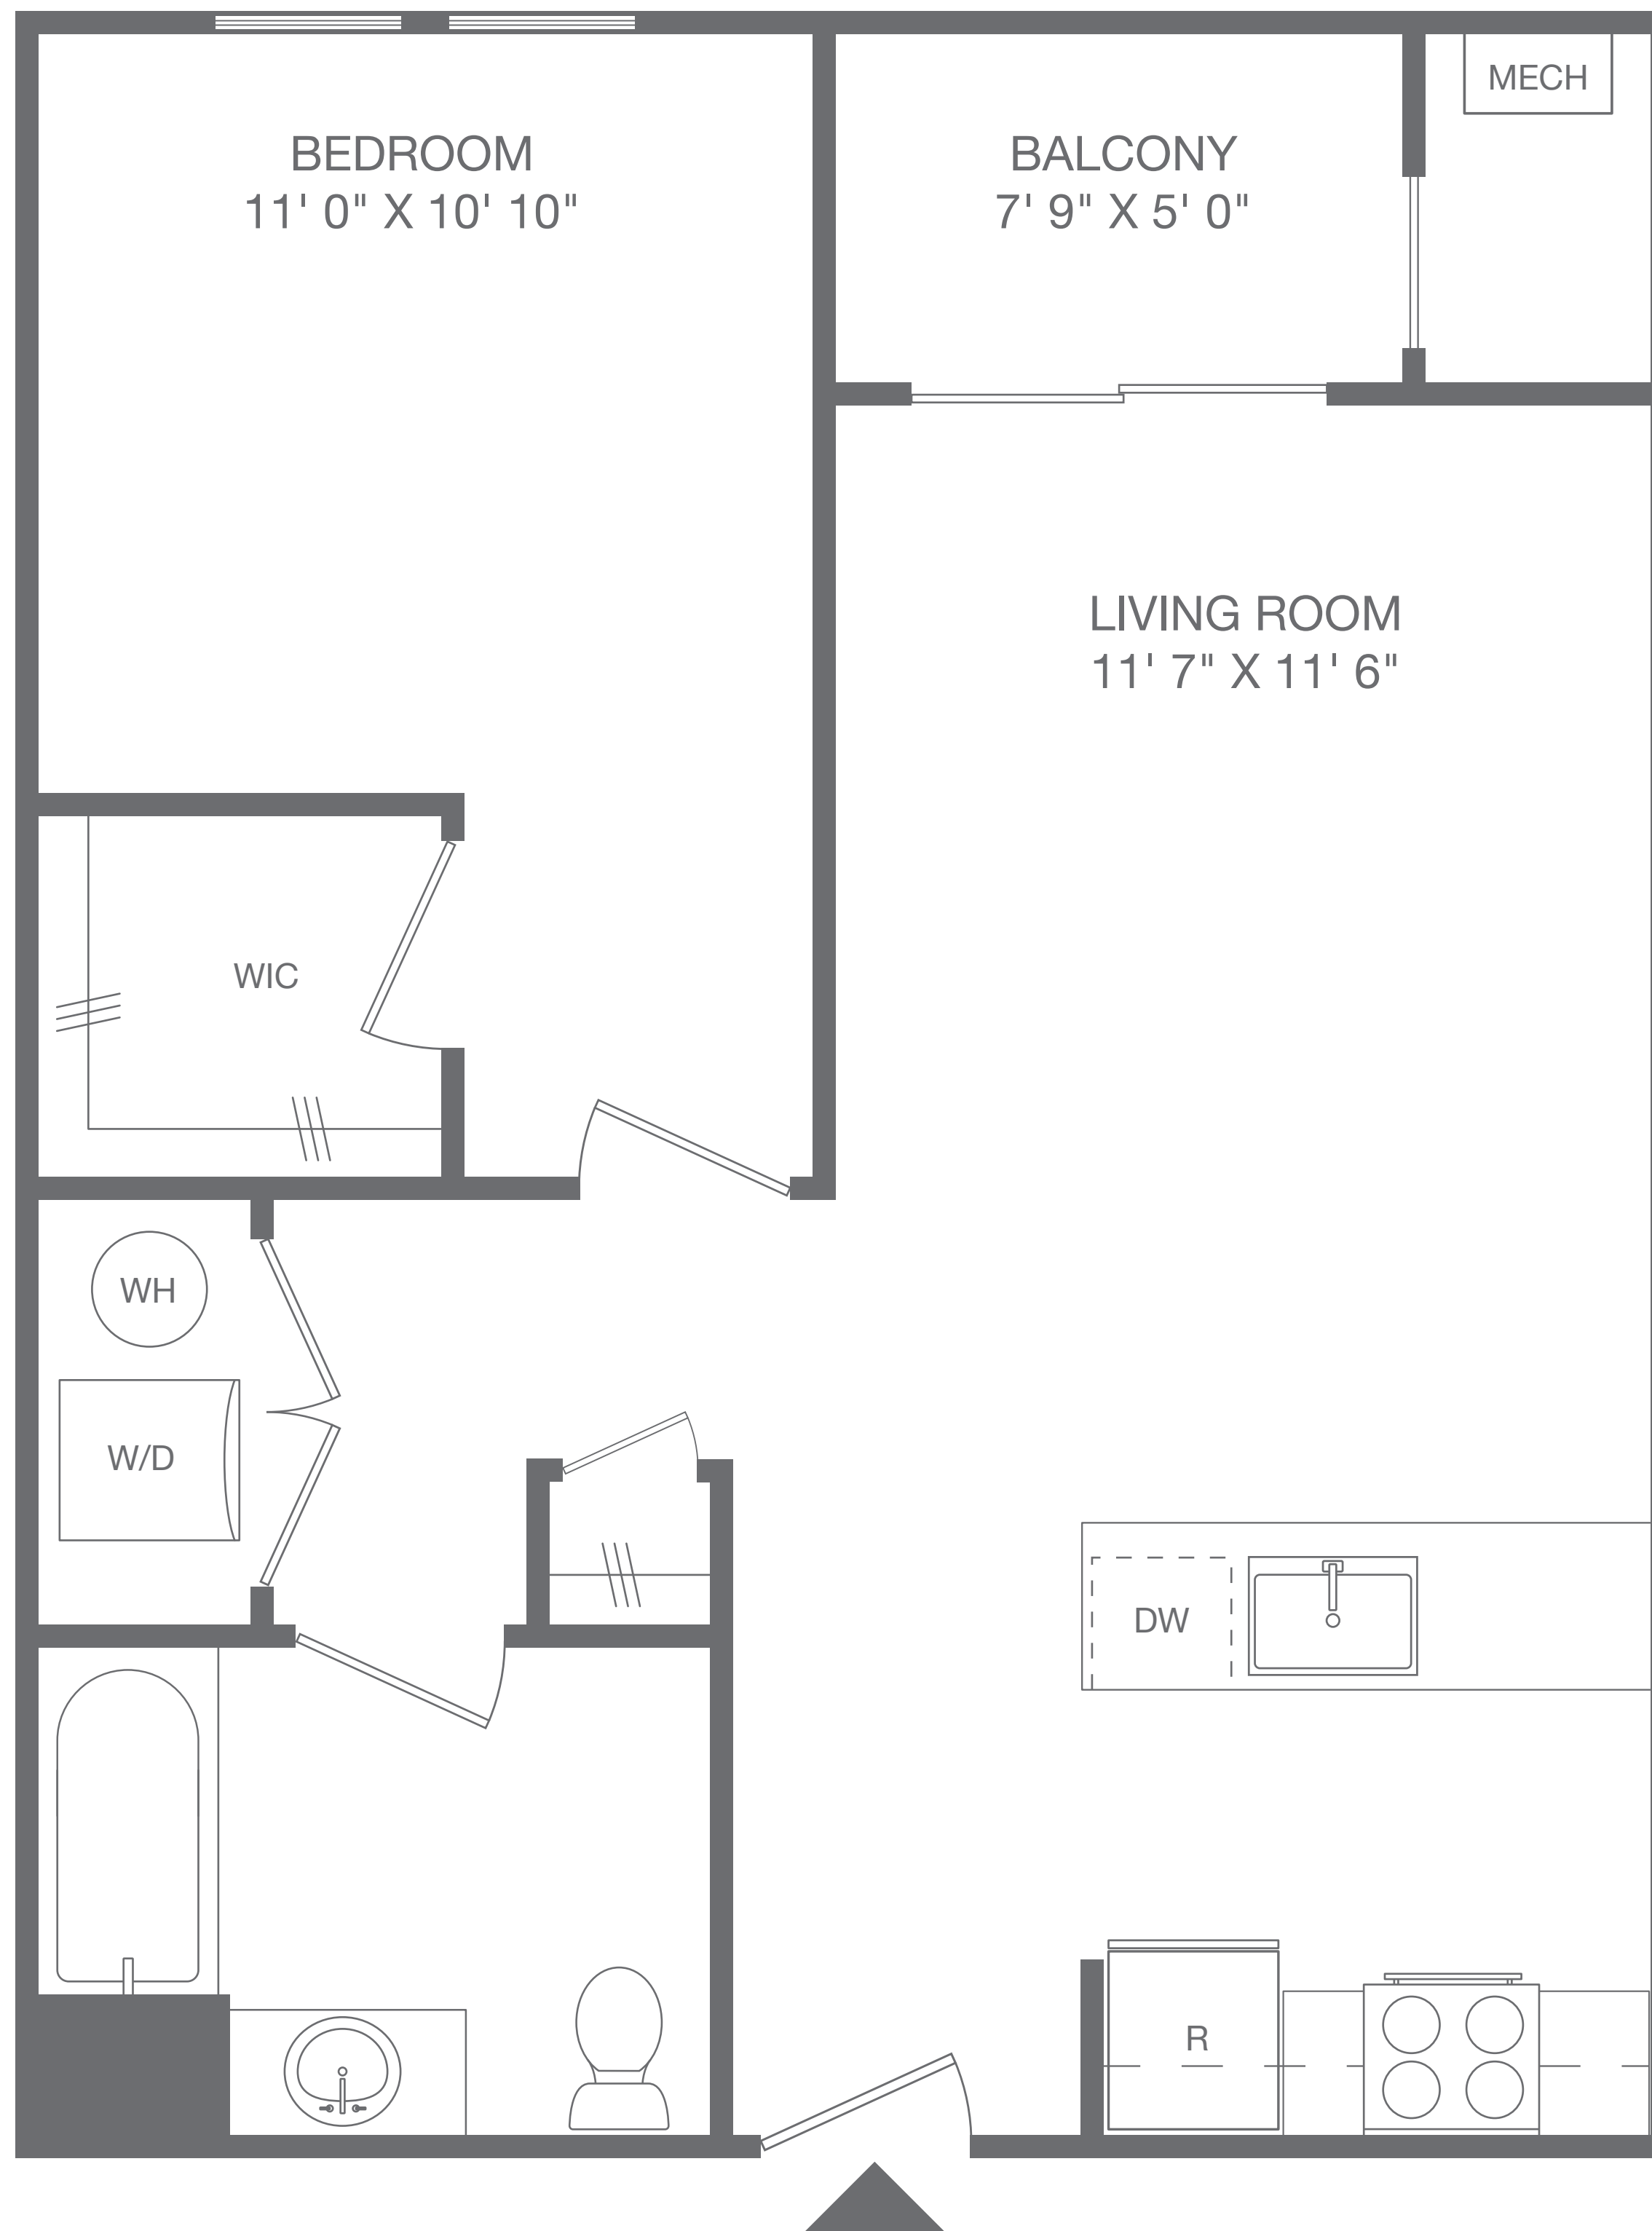 MECH
BEDROOM
11' 0" X 10' 10"
BALCONY
7' 9" X 5' 0"
LIVING ROOM
11' 7" X 11' 6"
WIC
WH
W/D
DW
R